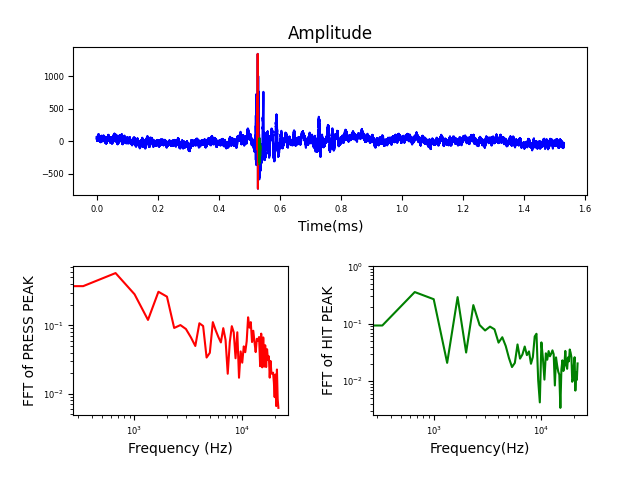 Amplitude
1000
500
0
−500
0.0 0.2 0.4 0.6 0.8 1.0 1.2 1.4 1.6
Time(ms)
FFT of PRESS PEAK
10⁻¹
10⁻²
10³ 10⁴
Frequency (Hz)
FFT of HIT PEAK
10⁰
10⁻¹
10⁻²
10³ 10⁴
Frequency(Hz)